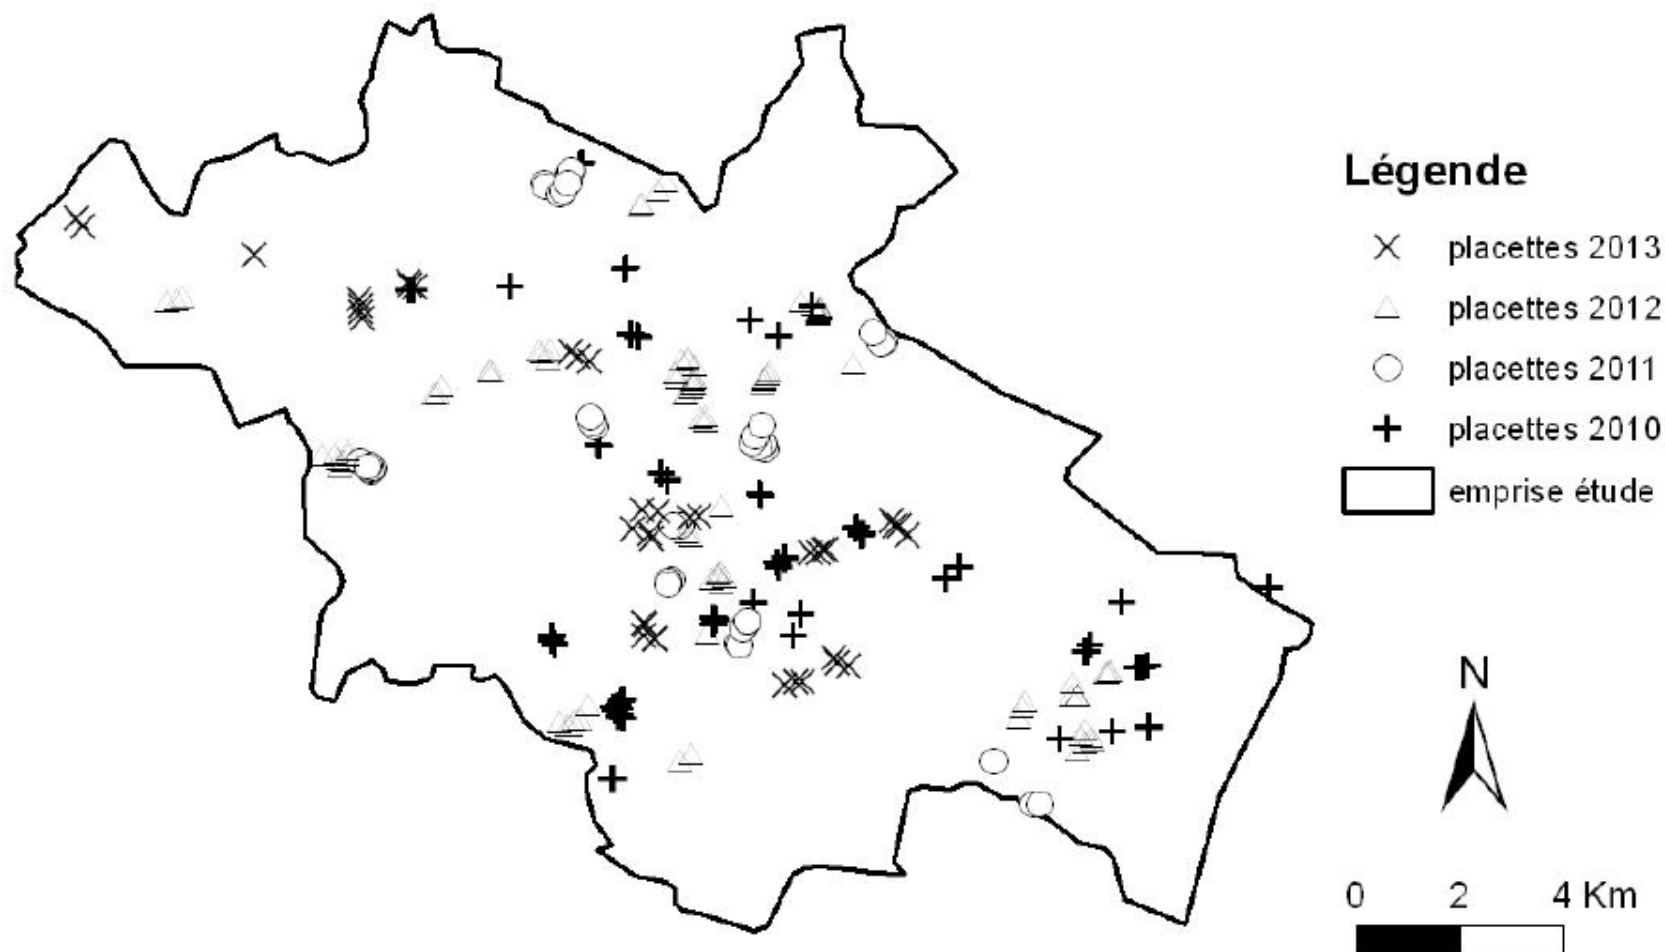 Légende
placettes 2013
placettes 2012
placettes 2011
placettes 2010
emprise étude
N
0 2 4 Km